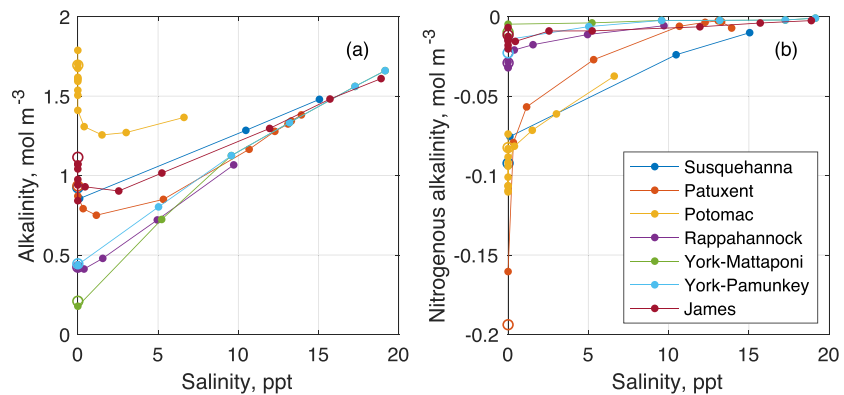 (a)
2
1.5
1
0.5
0
0
5
10
15
20
Salinity, ppt
Alkalinity, mol m-3
(b)
0
-0.05
-0.1
-0.15
-0.2
0
5
10
15
20
Salinity, ppt
Nitrogenous alkalinity, mol m-3
Susquehanna
Patuxent
Potomac
Rappahannock
York-Mattaponi
York-Pamunkey
James